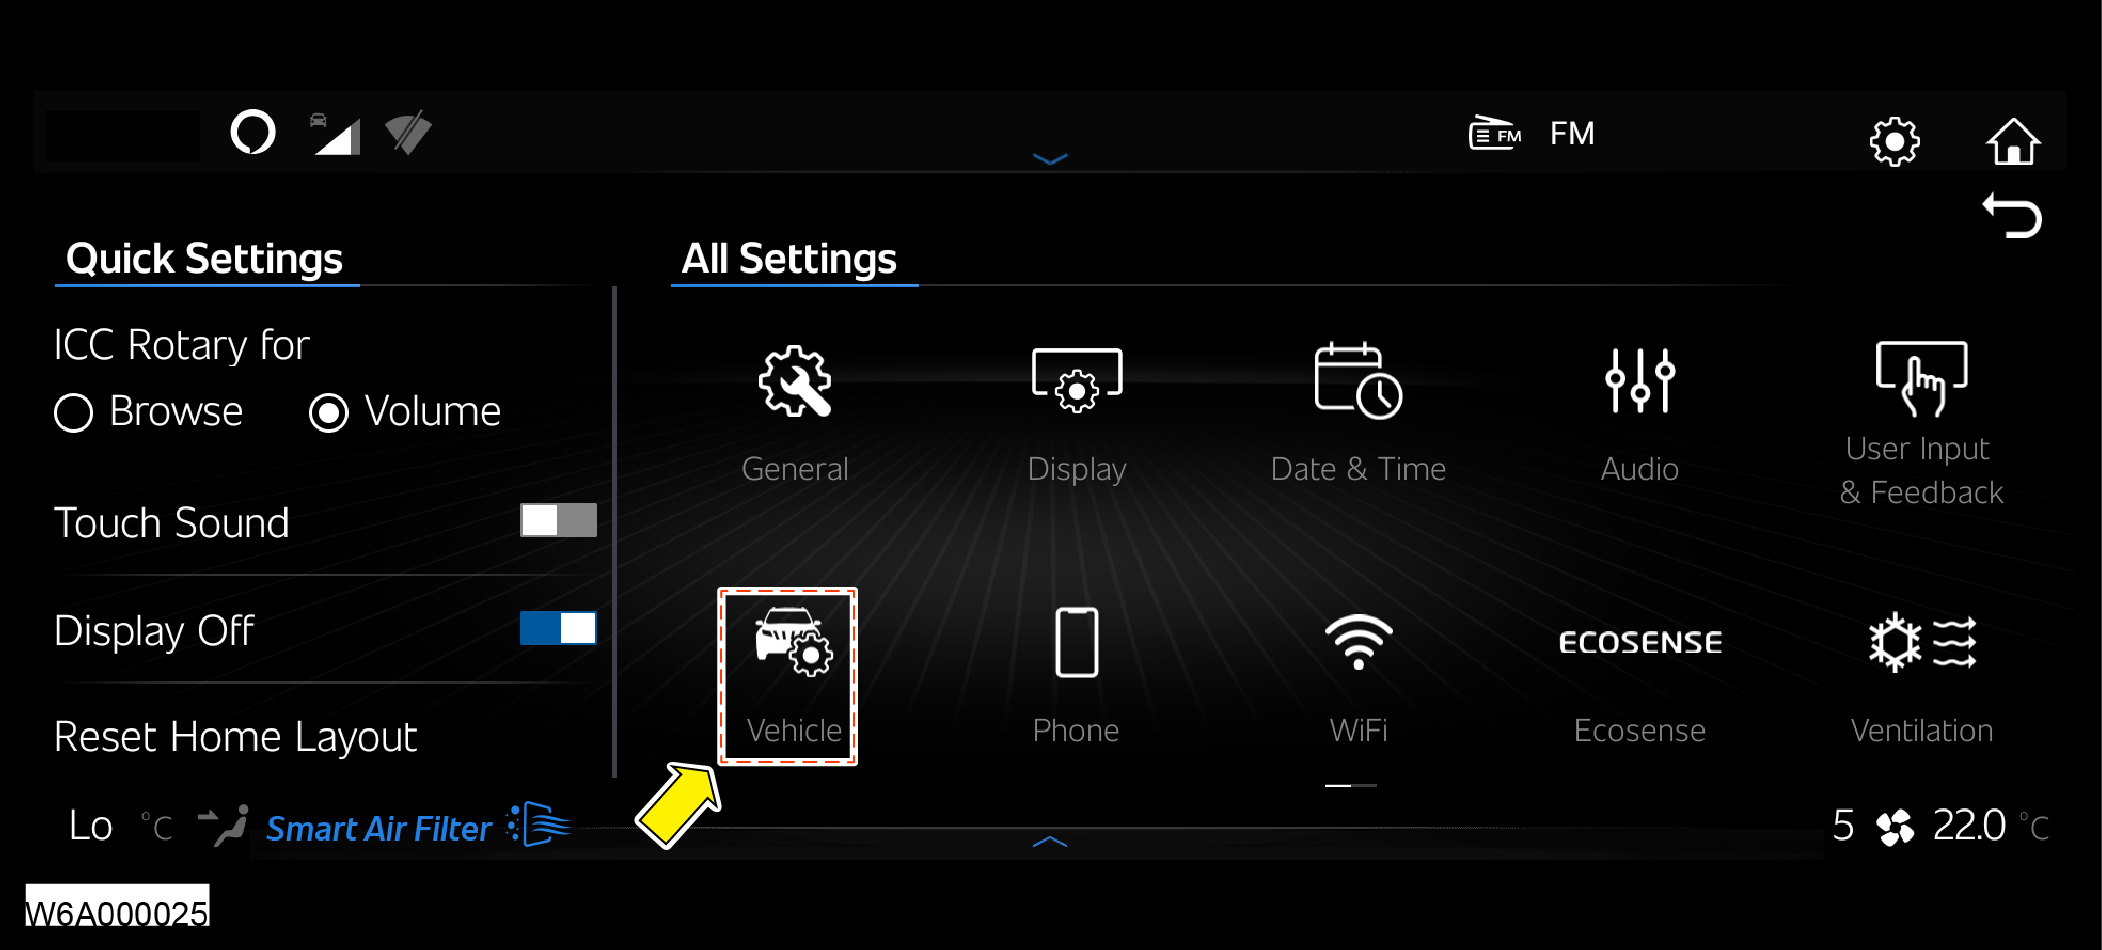 FM FM
Quick Settings
All Settings
ICC Rotary for
Browse Volume
General Display Date & Time Audio User Input
& Feedback
Touch Sound
Display Off
ECOSENSE
Vehicle Phone WiFi Ecosense Ventilation
Reset Home Layout
Lo °C Smart Air Filter 5 22.0 °C
W6A000025